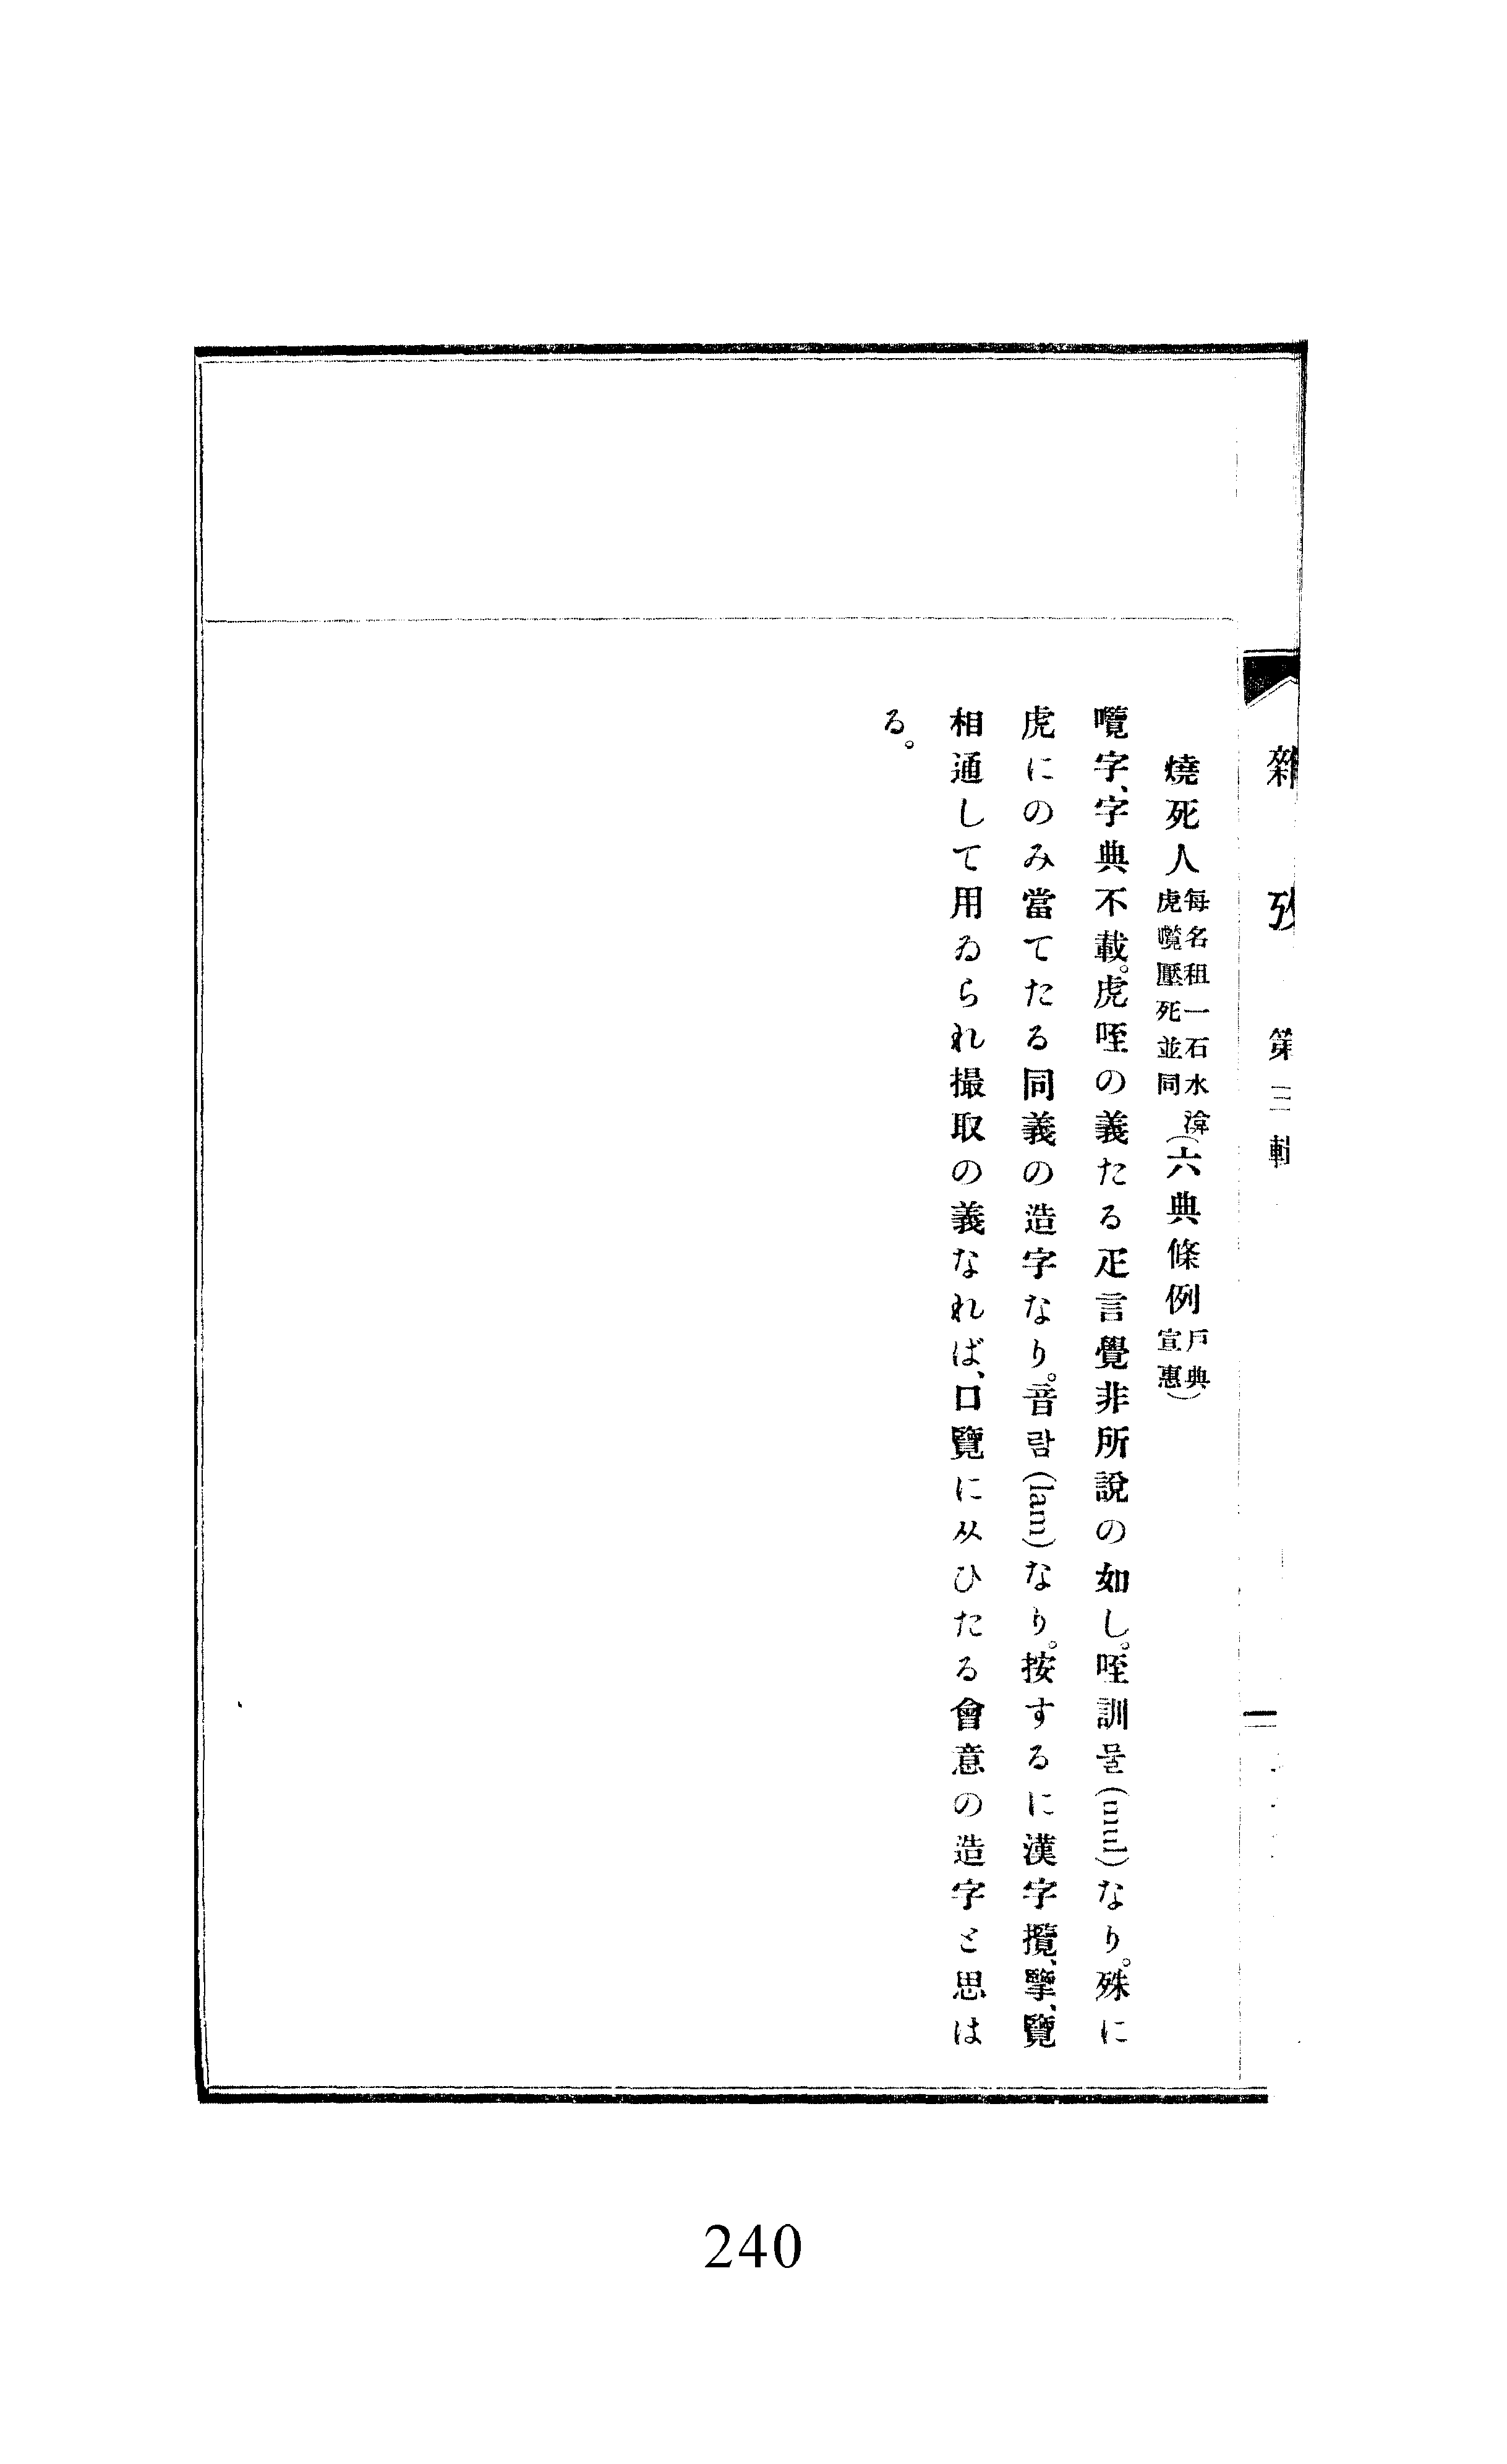 雜攷 第三輯
燒死人每名租一石水渰虎嚂壓死並同(六典條例戶典宣惠)
嚂字、字典不載。虎咥の義たる疋言覺非所說の如し。咥訓물(mul)なり。殊に
虎にのみ當てたる同義の造字なり。音람(lam)なり。按するに漢字攬、擥、覽
相通して用ゐられ撮取の義なれば、口覽に从ひたる會意の造字と思は
る。
240